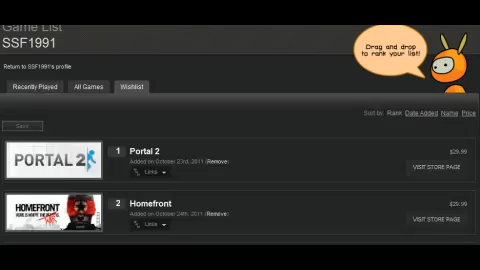 Game List
SSF1991
Return to SSF1991's profile
Drag and drop
to rank your list!
Recently Played
All Games
Wishlist
Sort by: Rank Date Added Name Price
Save
PORTAL 2
1 Portal 2
Added on October 23rd, 2011 (Remove)
Links
$29.99
VISIT STORE PAGE
HOMEFRONT
2 Homefront
Added on October 24th, 2011 (Remove)
Links
$29.99
VISIT STORE PAGE